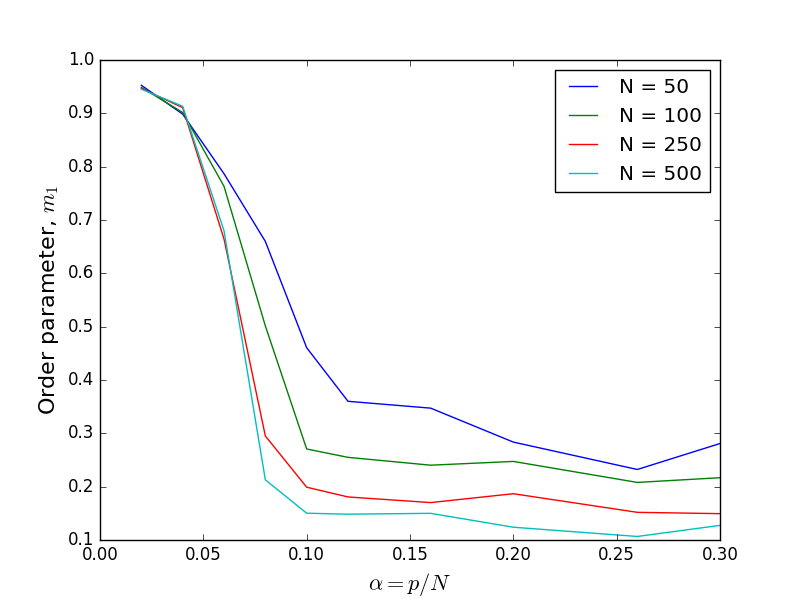 1.0
0.9
0.8
0.7
0.6
0.5
0.4
0.3
0.2
0.1
0.00 0.05 0.10 0.15 0.20 0.25 0.30
Order parameter, m₁
α = p/N
N = 50
N = 100
N = 250
N = 500